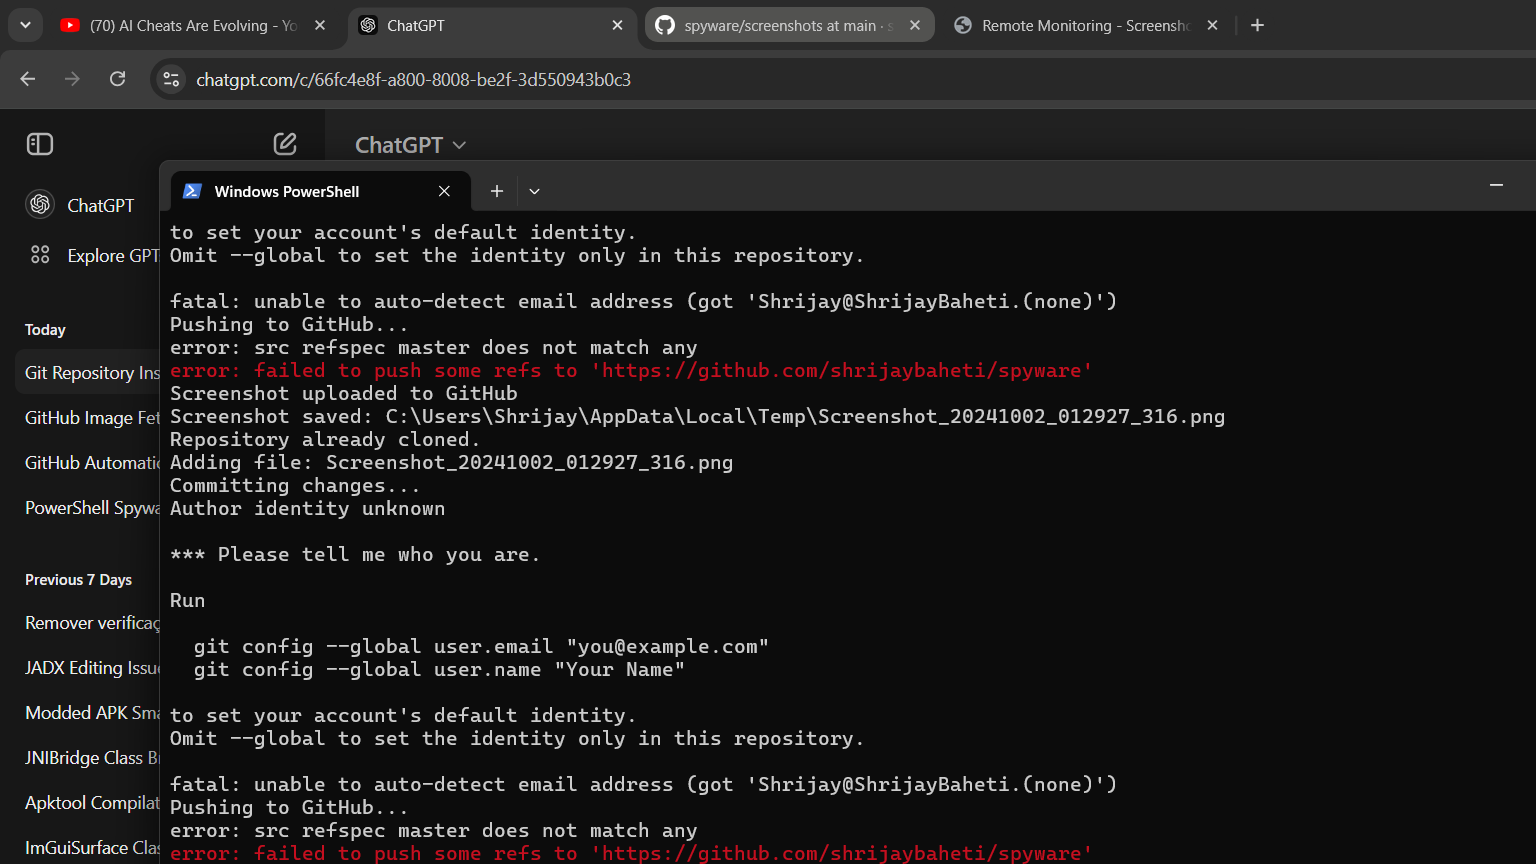 (70) AI Cheats Are Evolving - Yo
ChatGPT
spyware/screenshots at main · s
Remote Monitoring - Screensho
chatgpt.com/c/66fc4e8f-a800-8008-be2f-3d550943b0c3
ChatGPT
ChatGPT
Explore GPT
Today
Git Repository Ins
GitHub Image Fet
GitHub Automatic
PowerShell Spywa
Previous 7 Days
Remover verificaç
JADX Editing Issue
Modded APK Sma
JNIBridge Class B
Apktool Compilat
ImGuiSurface Clas
Windows PowerShell
to set your account's default identity.
Omit --global to set the identity only in this repository.
fatal: unable to auto-detect email address (got 'Shrijay@ShrijayBaheti.(none)')
Pushing to GitHub...
error: src refspec master does not match any
error: failed to push some refs to 'https://github.com/shrijaybaheti/spyware'
Screenshot uploaded to GitHub
Screenshot saved: C:\Users\Shrijay\AppData\Local\Temp\Screenshot_20241002_012927_316.png
Repository already cloned.
Adding file: Screenshot_20241002_012927_316.png
Committing changes...
Author identity unknown
*** Please tell me who you are.
Run
git config --global user.email "you@example.com"
git config --global user.name "Your Name"
to set your account's default identity.
Omit --global to set the identity only in this repository.
fatal: unable to auto-detect email address (got 'Shrijay@ShrijayBaheti.(none)')
Pushing to GitHub...
error: src refspec master does not match any
error: failed to push some refs to 'https://github.com/shrijaybaheti/spyware'